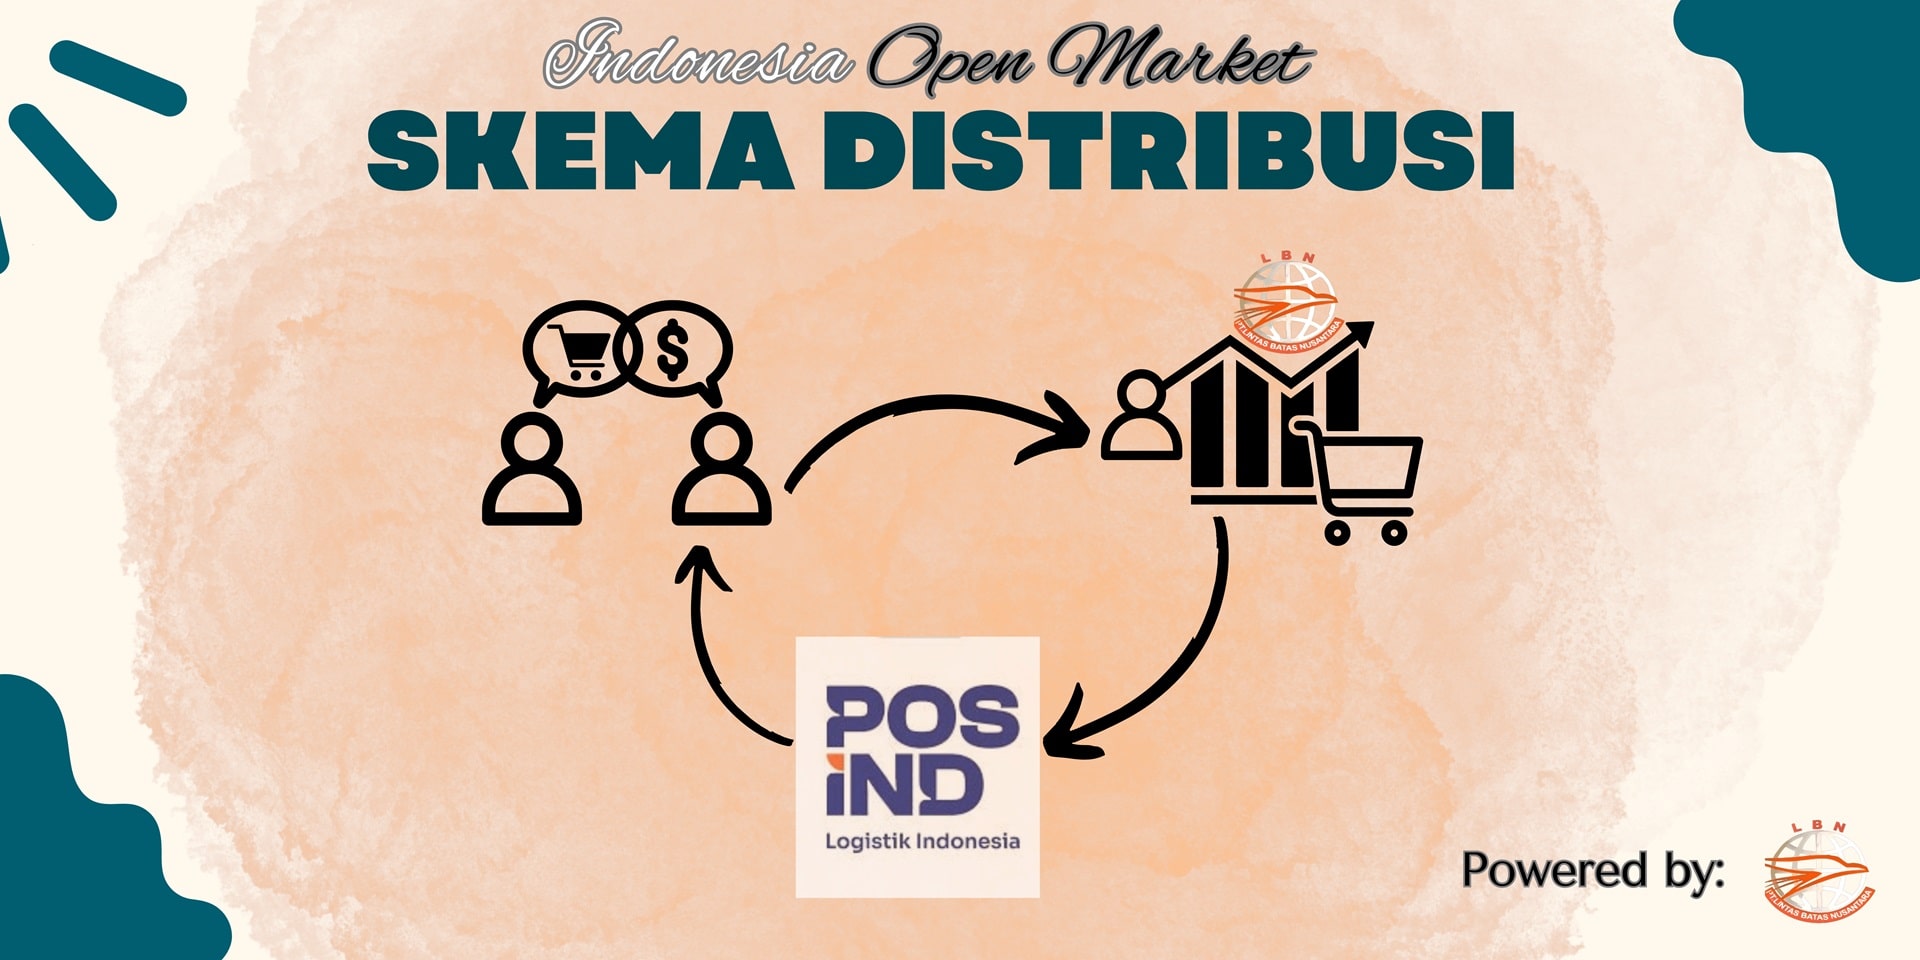 Indonesia Open Market
SKEMA DISTRIBUSI
LBN
PT.LINTAS BATAS NUSANTARA
$
POS
IND
Logistik Indonesia
Powered by:
LBN
PT.LINTAS BATAS NUSANTARA